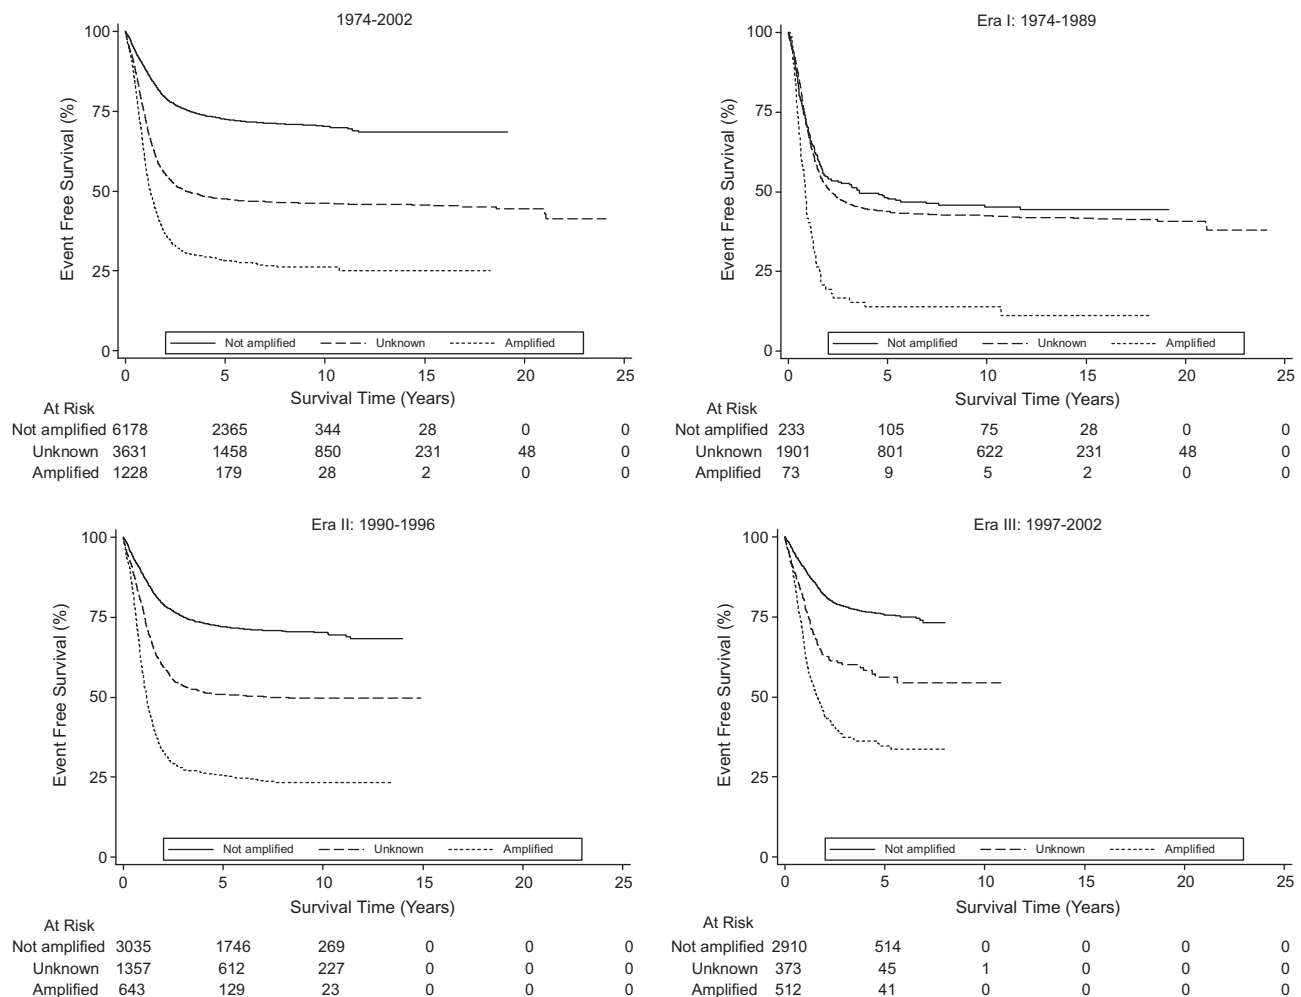 1974-2002
Event Free Survival (%)
100
75
50
25
0
Not amplified Unknown Amplified
0 5 10 15 20 25
Survival Time (Years)
At Risk
Not amplified 6178 2365 344 28 0 0
Unknown 3631 1458 850 231 48 0
Amplified 1228 179 28 2 0 0
Era I: 1974-1989
Event Free Survival (%)
100
75
50
25
0
Not amplified Unknown Amplified
0 5 10 15 20 25
Survival Time (Years)
At Risk
Not amplified 233 105 75 28 0 0
Unknown 1901 801 622 231 48 0
Amplified 73 9 5 2 0 0
Era II: 1990-1996
Event Free Survival (%)
100
75
50
25
0
Not amplified Unknown Amplified
0 5 10 15 20 25
Survival Time (Years)
At Risk
Not amplified 3035 1746 269 0 0 0
Unknown 1357 612 227 0 0 0
Amplified 643 129 23 0 0 0
Era III: 1997-2002
Event Free Survival (%)
100
75
50
25
0
Not amplified Unknown Amplified
0 5 10 15 20 25
Survival Time (Years)
At Risk
Not amplified 2910 514 0 0 0 0
Unknown 373 45 1 0 0 0
Amplified 512 41 0 0 0 0